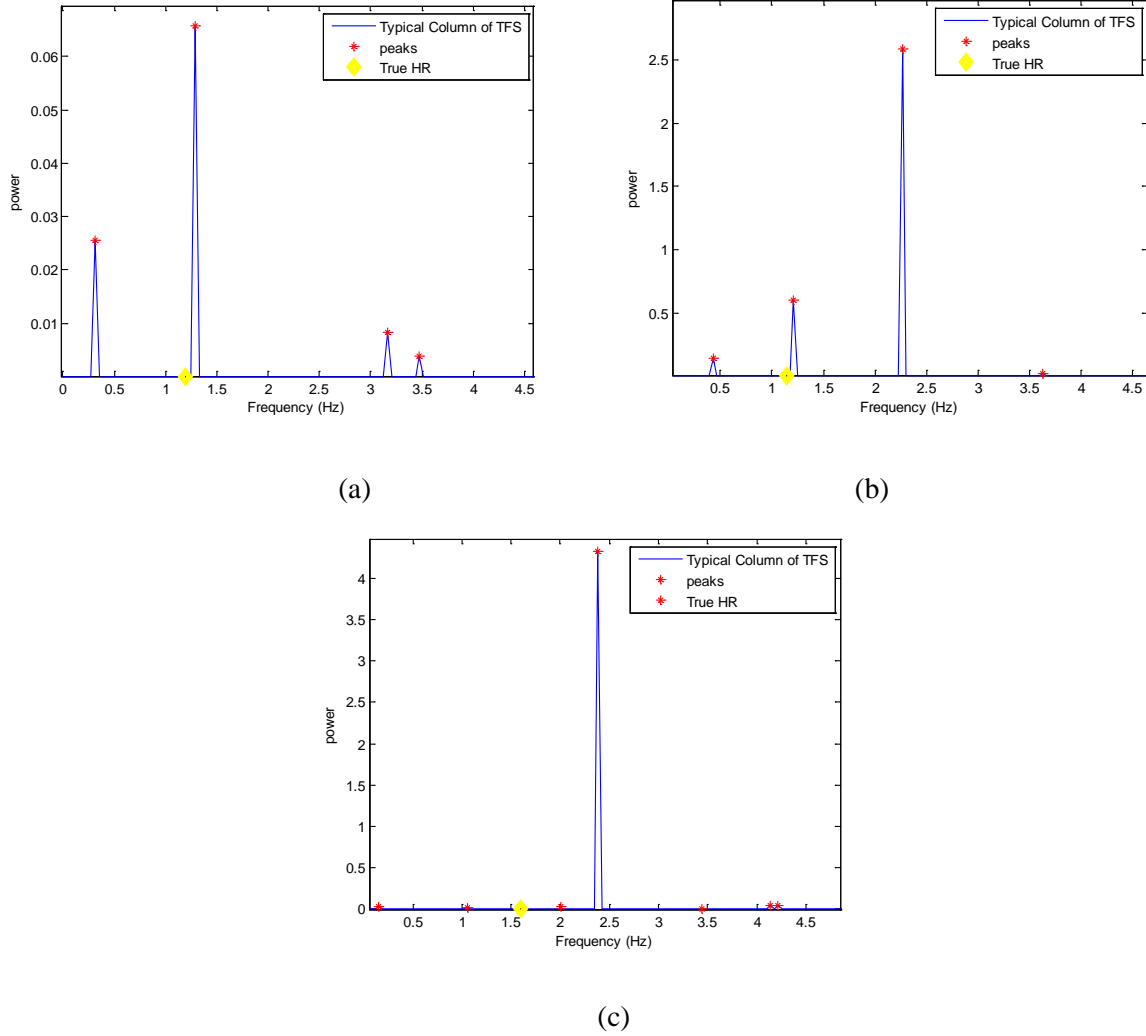 Typical Column of TFS
peaks
True HR
0.06
0.05
0.04
0.03
0.02
0.01
power
0 0.5 1 1.5 2 2.5 3 3.5 4 4.5
Frequency (Hz)
(a)
Typical Column of TFS
peaks
True HR
2.5
2
1.5
1
0.5
power
0.5 1 1.5 2 2.5 3 3.5 4 4.5
Frequency (Hz)
(b)
Typical Column of TFS
peaks
True HR
4
3.5
3
2.5
2
1.5
1
0.5
0
power
0.5 1 1.5 2 2.5 3 3.5 4 4.5
Frequency (Hz)
(c)